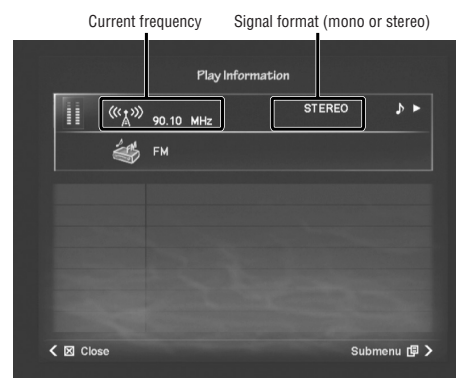 Current frequency
Signal format (mono or stereo)
Play Information
90.10 MHz
STEREO
FM
Close
Submenu